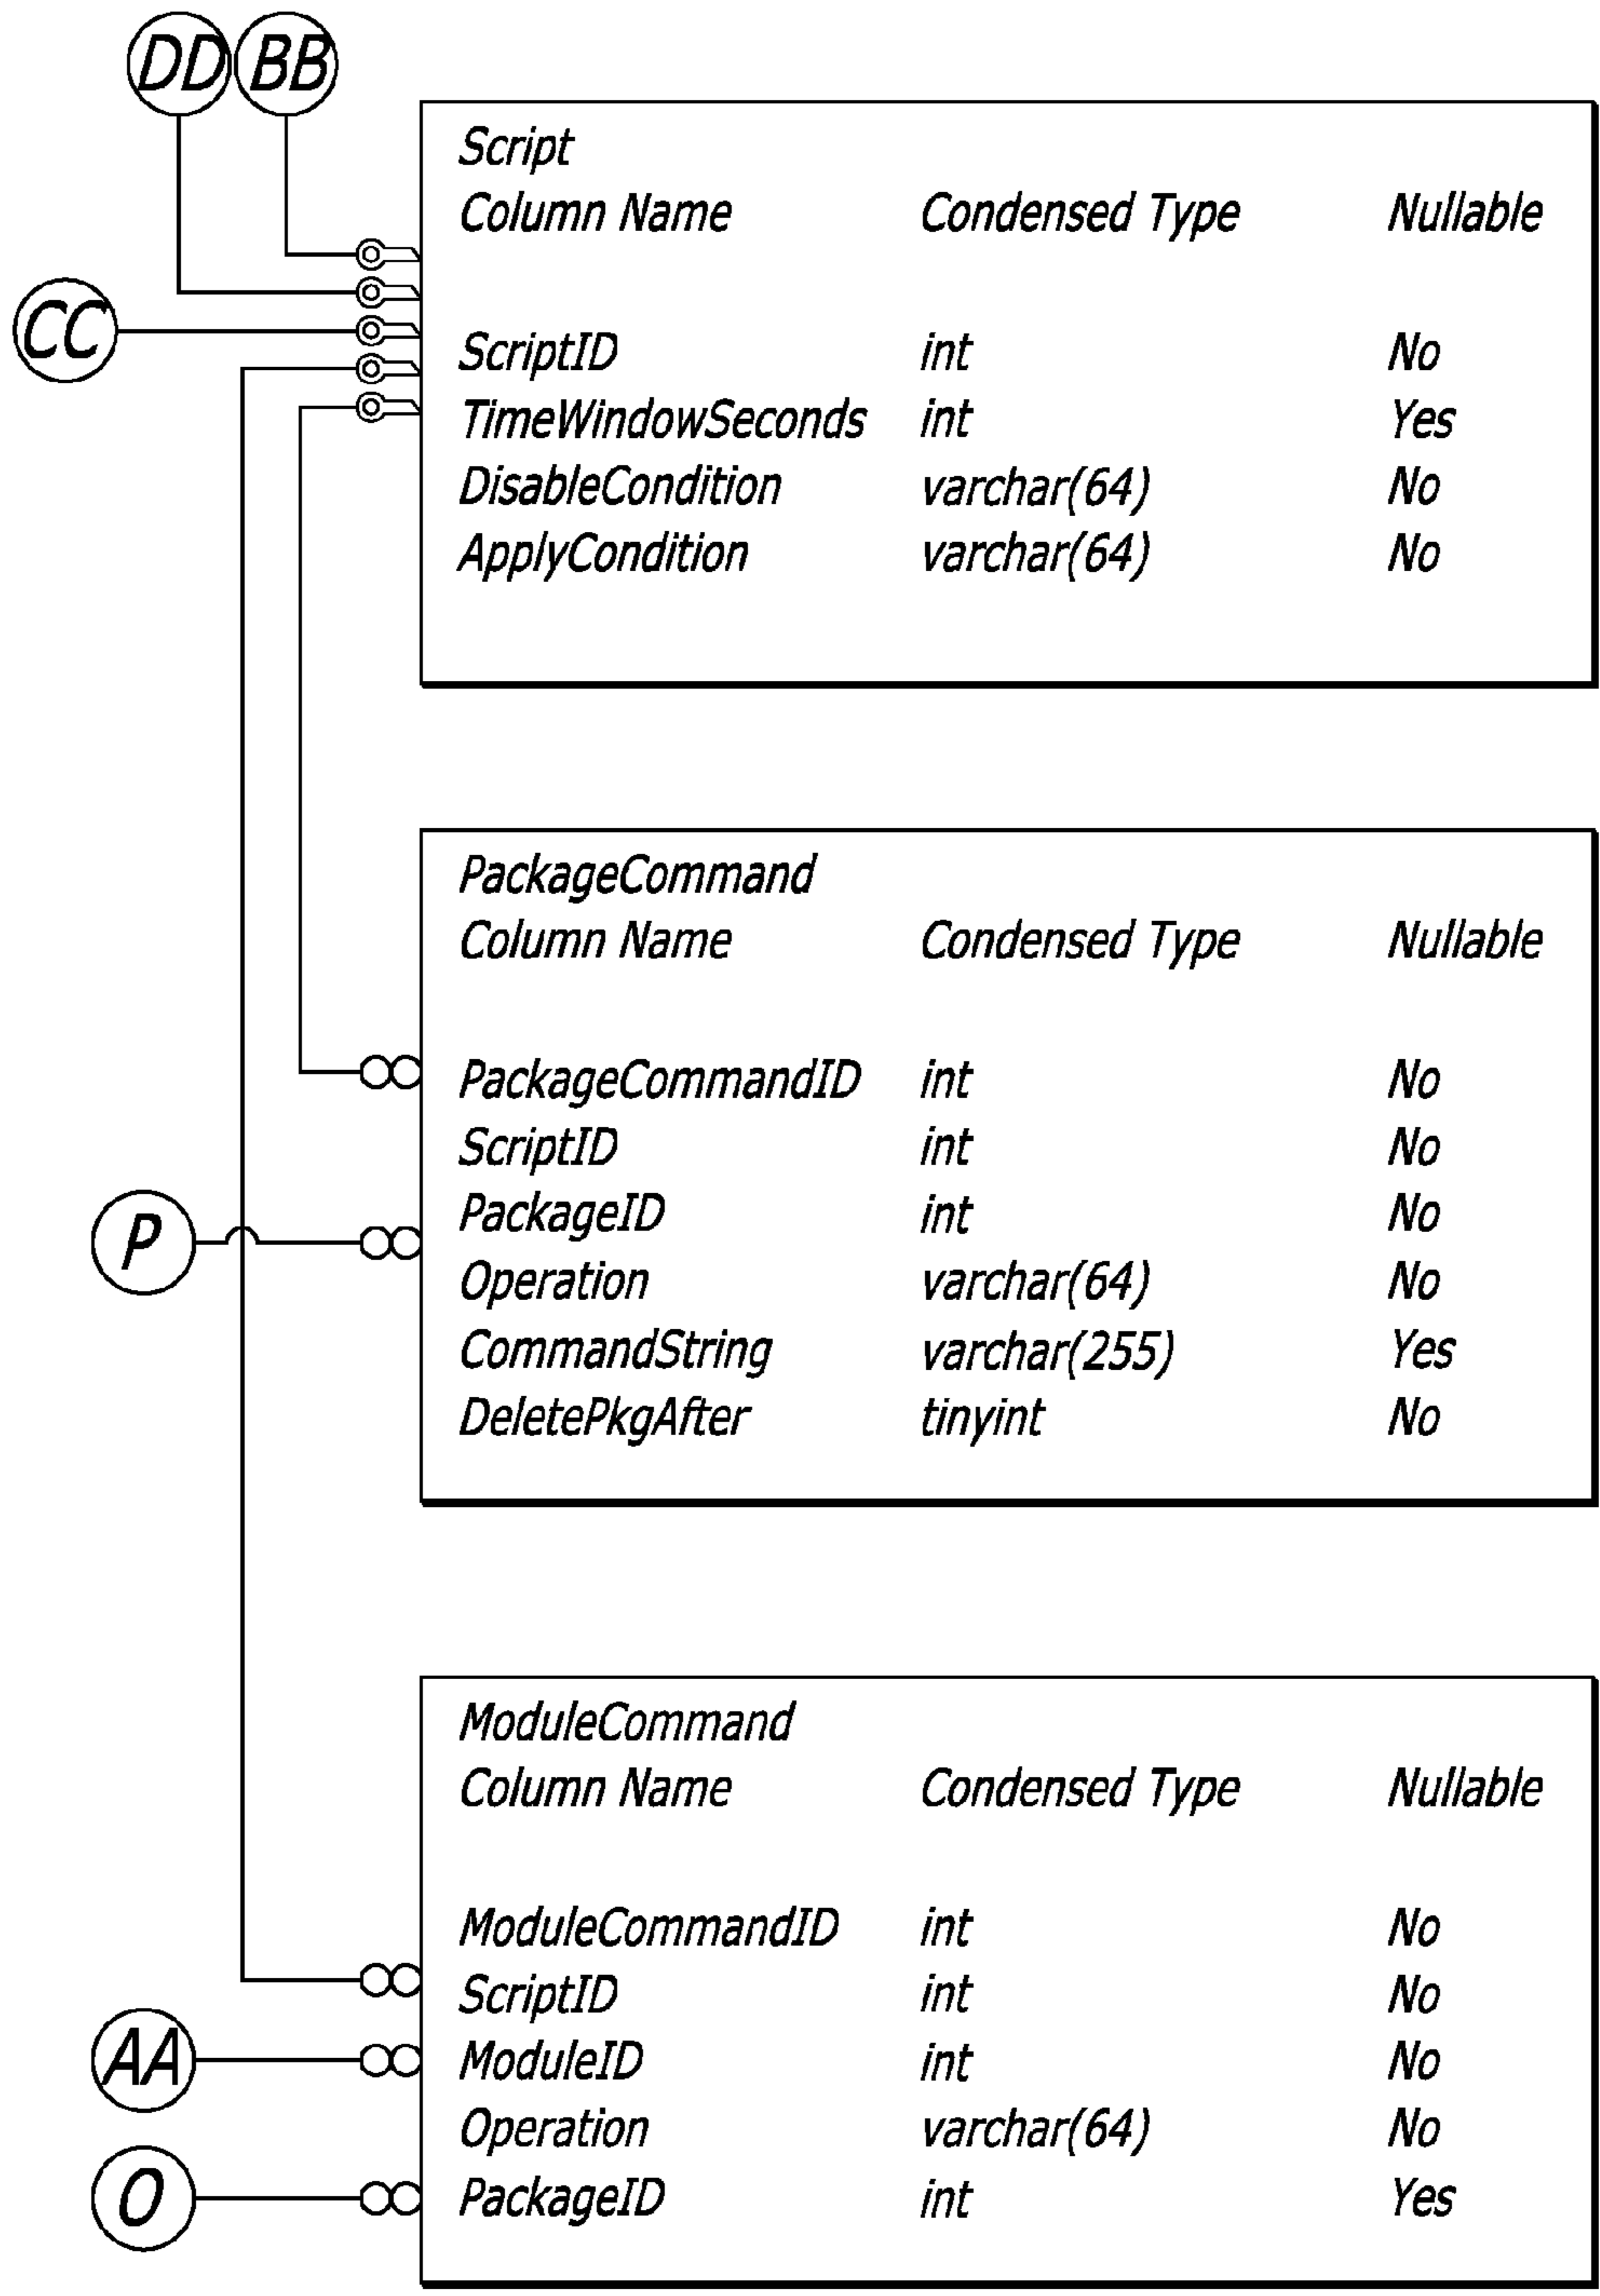 DD BB
Script
Column Name Condensed Type Nullable
CC
ScriptID int No
TimeWindowSeconds int Yes
DisableCondition varchar(64) No
ApplyCondition varchar(64) No
PackageCommand
Column Name Condensed Type Nullable
PackageCommandID int No
ScriptID int No
PackageID int No
P
Operation varchar(64) No
CommandString varchar(255) Yes
DeletePkgAfter tinyint No
ModuleCommand
Column Name Condensed Type Nullable
ModuleCommandID int No
ScriptID int No
AA ModuleID int No
Operation varchar(64) No
O PackageID int Yes